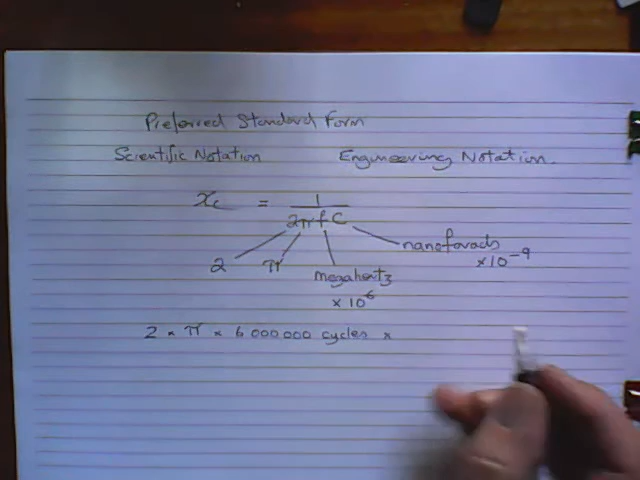 Preferred Standard Form
Scientific Notation Engineering Notation.
Xc = 1
2πfC
nanofarads
2 π ×10⁻⁹
megahertz
×10⁶
2 × π × 6 000 000 cycles ×